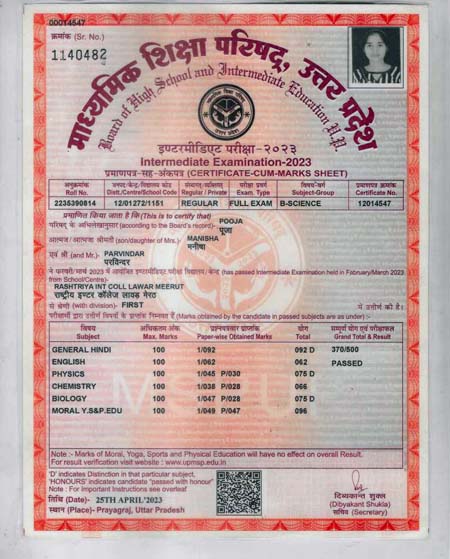 00014547
क्रमांक (Sr. No.)
1140482
माध्यमिक शिक्षा परिषद, उत्तर प्रदेश
Board of High School and Intermediate Education U.P.
इण्टरमीडिएट परीक्षा-२०२३
Intermediate Examination-2023
प्रमाणपत्र-सह-अंकपत्र (CERTIFICATE-CUM-MARKS SHEET)
अनुक्रमांक जनपद/केन्द्र/विद्यालय कोड संस्थागत/व्यक्तिगत परीक्षा प्रकार विषय-वर्ग प्रमाणपत्र क्रमांक
Roll No. Distt./Centre/School Code Regular / Private Exam. Type Subject-Group Certificate No.
2235390814 12/01272/1151 REGULAR FULL EXAM B-SCIENCE 12014547
प्रमाणित किया जाता है कि (This is to certify that)
परिषद् के अभिलेखानुसार (according to the Board's record)- POOJA
पूजा
आत्मज / आत्मजा श्रीमती (son/daughter of Mrs.)- MANISHA
मनीषा
एवं श्री (and Mr.)- PARVINDAR
परविन्दर
ने फरवरी/मार्च 2023 में आयोजित इण्टरमीडिएट परीक्षा विद्यालय/केन्द्र (has passed Intermediate Examination held in February/March 2023
from School/Centre)-
RASHTRIYA INT COLL LAWAR MEERUT
राष्ट्रीय इण्टर कॉलेज लावड मेरठ
से श्रेणी (with division)- FIRST में उत्तीर्ण की है।
परीक्षार्थी द्वारा उत्तीर्ण विषयों के प्राप्तांक निम्नवत् हैं (Marks obtained by the candidate in passed subjects are as under) :-
विषय अधिकतम अंक प्रश्नपत्रवार प्राप्तांक योग सम्पूर्ण योग एवं परीक्षाफल
Subject Max. Marks Paper-wise Obtained Marks Total Grand Total & Result
GENERAL HINDI 100 1/092 092 D 370/500
ENGLISH 100 1/062 062 PASSED
PHYSICS 100 1/045 P/030 075 D
CHEMISTRY 100 1/038 P/028 066
BIOLOGY 100 1/047 P/028 075 D
MORAL Y.S&P.EDU 100 1/049 P/047 096
Note :- Marks of Moral, Yoga, Sports and Physical Education will have no effect on overall Result.
For result verification visit website : www.upmsp.edu.in
'D' indicates Distinction in that particular subject.
'HONOURS' indicates candidate "passed with honour"
Note :- For Important Instructions see overleaf
तिथि (Date) - 25TH APRIL'2023
स्थान (Place)- Prayagraj, Uttar Pradesh
दिव्यकान्त शुक्ल
(Dibyakant Shukla)
सचिव (Secretary)